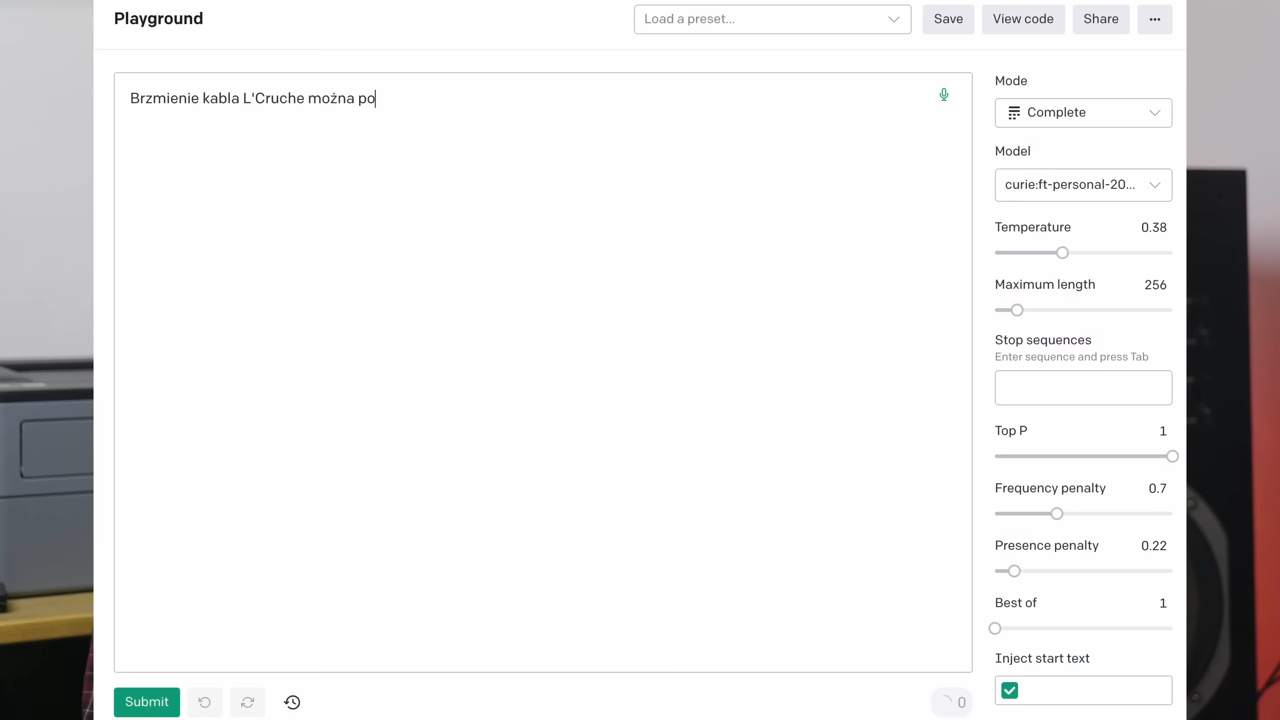 Playground
Load a preset...
Save
View code
Share
Brzmienie kabla L'Cruche można po
Mode
Complete
Model
curie:ft-personal-20...
Temperature 0.38
Maximum length 256
Stop sequences
Enter sequence and press Tab
Top P 1
Frequency penalty 0.7
Presence penalty 0.22
Best of 1
Inject start text
Submit
0